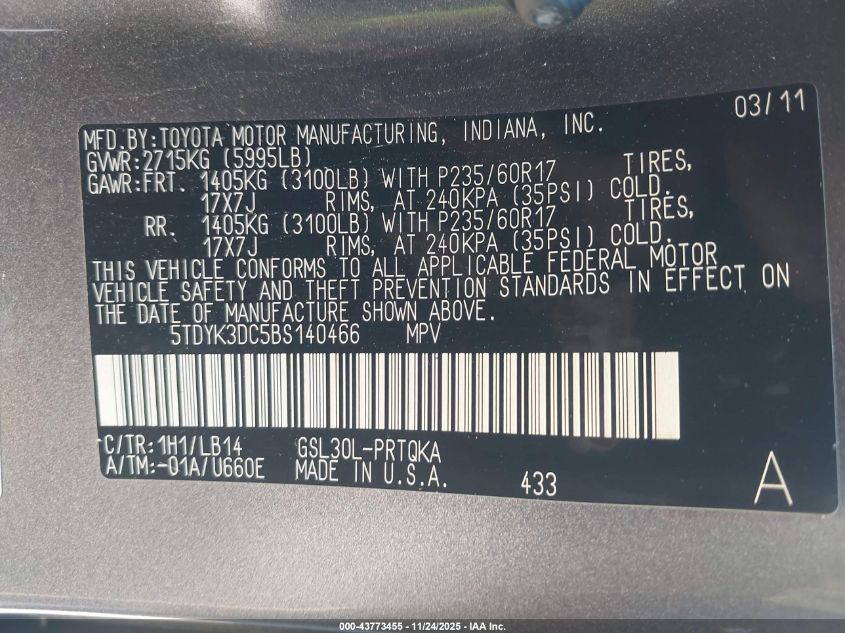 03/11
MFD.BY:TOYOTA MOTOR MANUFACTURING, INDIANA, INC.
GVWR:2715KG (5995LB)
GAWR:FRT. 1405KG (3100LB) WITH P235/60R17 TIRES,
17X7J RIMS, AT 240KPA (35PSI) COLD.
RR. 1405KG (3100LB) WITH P235/60R17 TIRES,
17X7J RIMS, AT 240KPA (35PSI) COLD.
THIS VEHICLE CONFORMS TO ALL APPLICABLE FEDERAL MOTOR
VEHICLE SAFETY AND THEFT PREVENTION STANDARDS IN EFFECT ON
THE DATE OF MANUFACTURE SHOWN ABOVE.
5TDYK3DC5BS140466 MPV
C/TR:1H1/LB14 GSL30L-PRTQKA
A/TM:-01A/U660E MADE IN U.S.A. 433 A
000-43773455 - 11/24/2025 - IAA Inc.